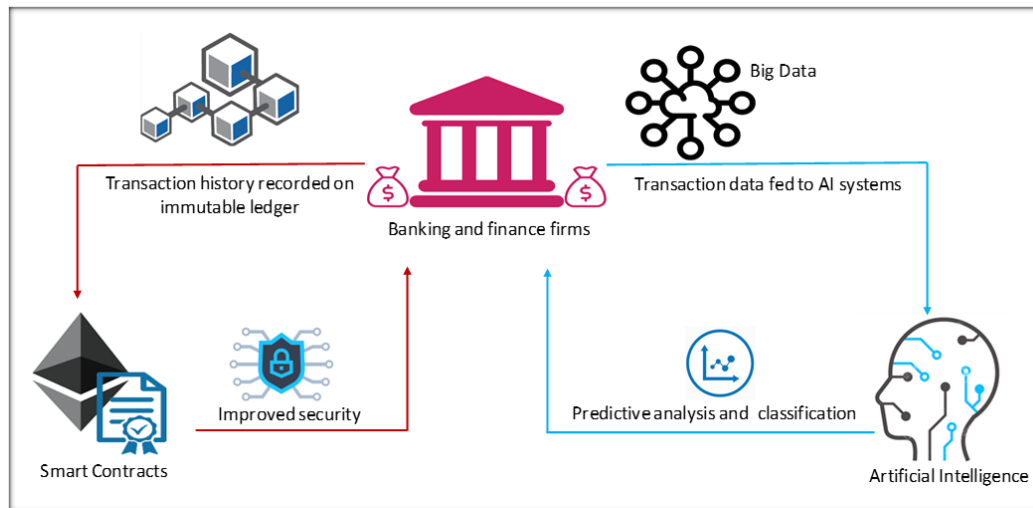 Big Data
Transaction history recorded on
immutable ledger
$
$
Transaction data fed to AI systems
Banking and finance firms
Improved security
Predictive analysis and classification
Smart Contracts
Artificial Intelligence